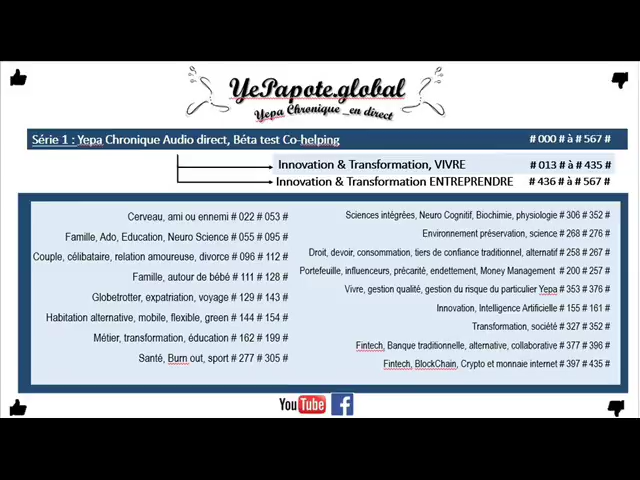 YePapote.global
Yepa Chronique _en direct
Série 1 : Yepa Chronique Audio direct, Béta test Co-helping # 000 # à # 567 #
Innovation & Transformation, VIVRE # 013 # à # 435 #
Innovation & Transformation ENTREPRENDRE # 436 # à # 567 #
Cerveau, ami ou ennemi # 022 # 053 #
Famille, Ado, Education, Neuro Science # 055 # 095 #
Couple, célibataire, relation amoureuse, divorce # 096 # 112 #
Famille, autour de bébé # 111 # 128 #
Globetrotter, expatriation, voyage # 129 # 143 #
Habitation alternative, mobile, flexible, green # 144 # 154 #
Métier, transformation, éducation # 162 # 199 #
Santé, Burn out, sport # 277 # 305 #
Sciences intégrées, Neuro Cognitif, Biochimie, physiologie # 306 # 352 #
Environnement préservation, science # 268 # 276 #
Droit, devoir, consommation, tiers de confiance traditionnel, alternatif # 258 # 267 #
Portefeuille, influenceurs, précarité, endettement, Money Management # 200 # 257 #
Vivre, gestion qualité, gestion du risque du particulier Yepa # 353 # 376 #
Innovation, Intelligence Artificielle # 155 # 161 #
Transformation, société # 327 # 352 #
Fintech, Banque traditionnelle, alternative, collaborative # 377 # 396 #
Fintech, BlockChain, Crypto et monnaie internet # 397 # 435 #
YouTube f